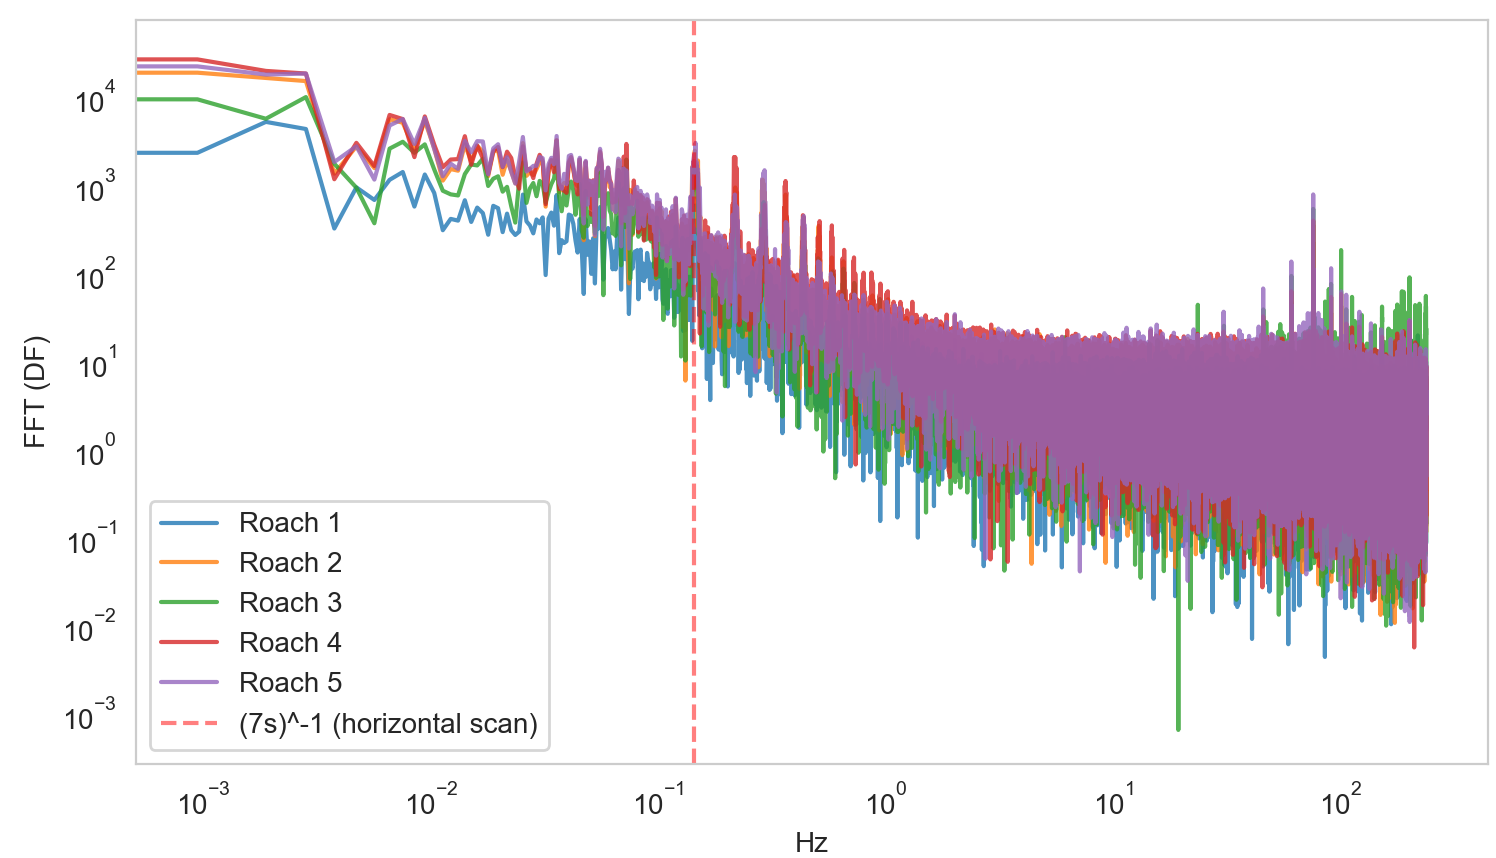 FFT (DF)
10^4
10^3
10^2
10^1
10^0
10^−1
10^−2
10^−3
Roach 1
Roach 2
Roach 3
Roach 4
Roach 5
(7s)^-1 (horizontal scan)
10^−3 10^−2 10^−1 10^0 10^1 10^2
Hz